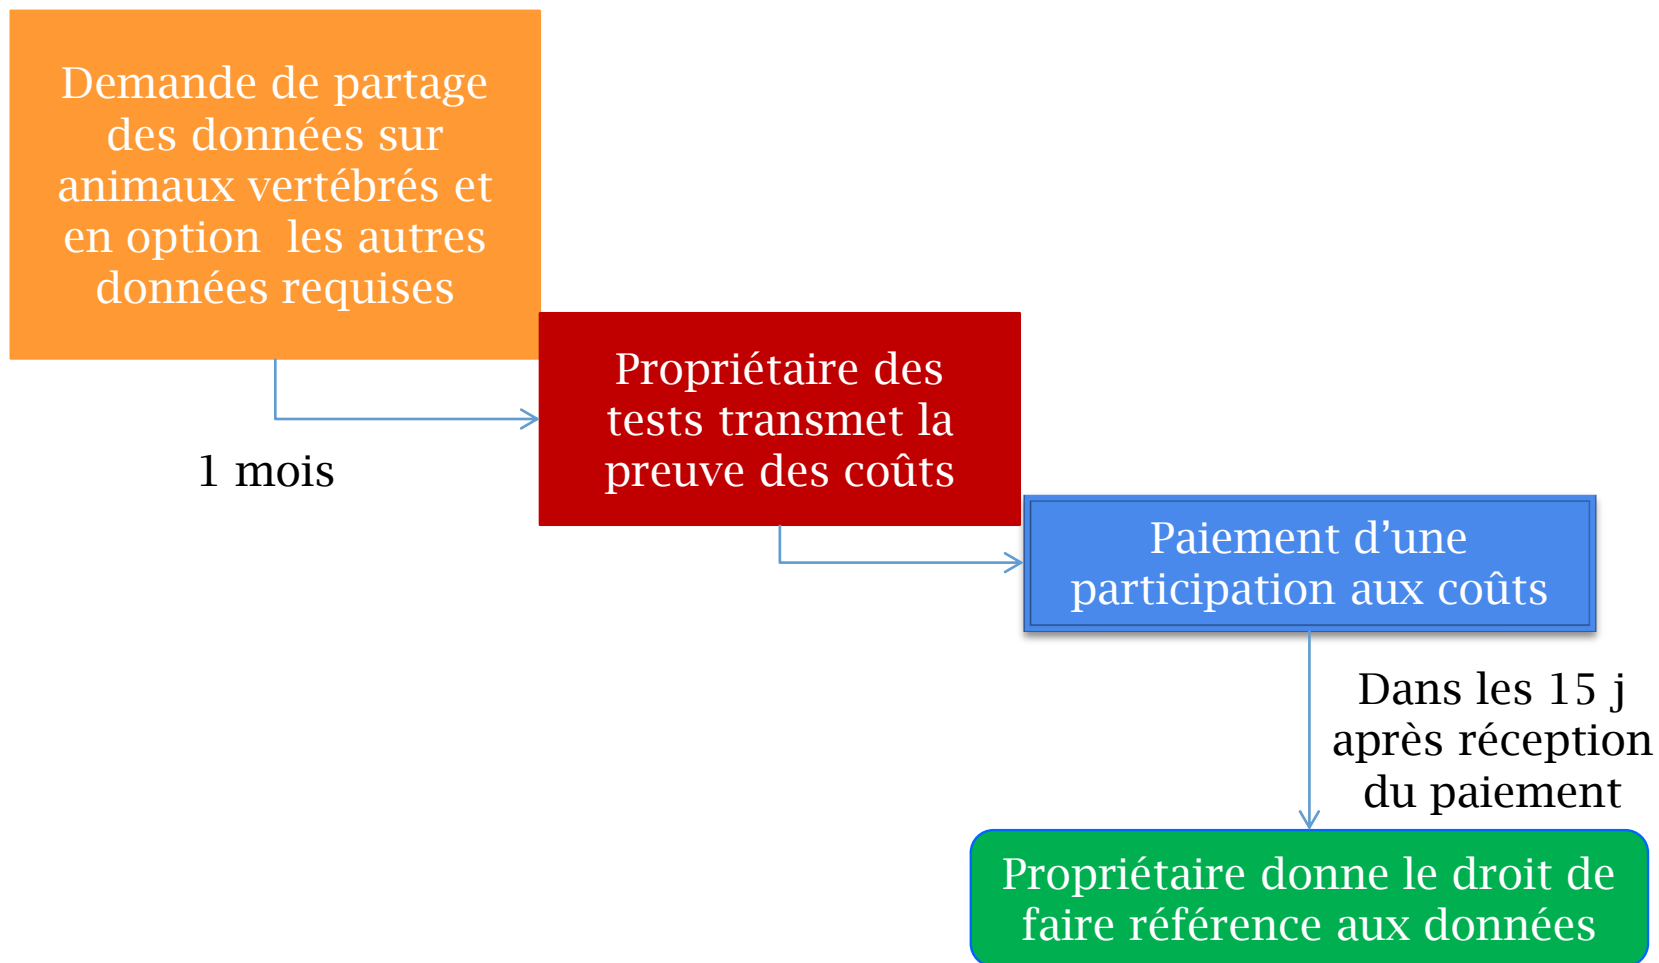 Demande de partage
des données sur
animaux vertébrés et
en option  les autres
données requises
1 mois
Propriétaire des
tests transmet la
preuve des coûts
Paiement d’une
participation aux coûts
Dans les 15 j
après réception
du paiement
Propriétaire donne le droit de
faire référence aux données